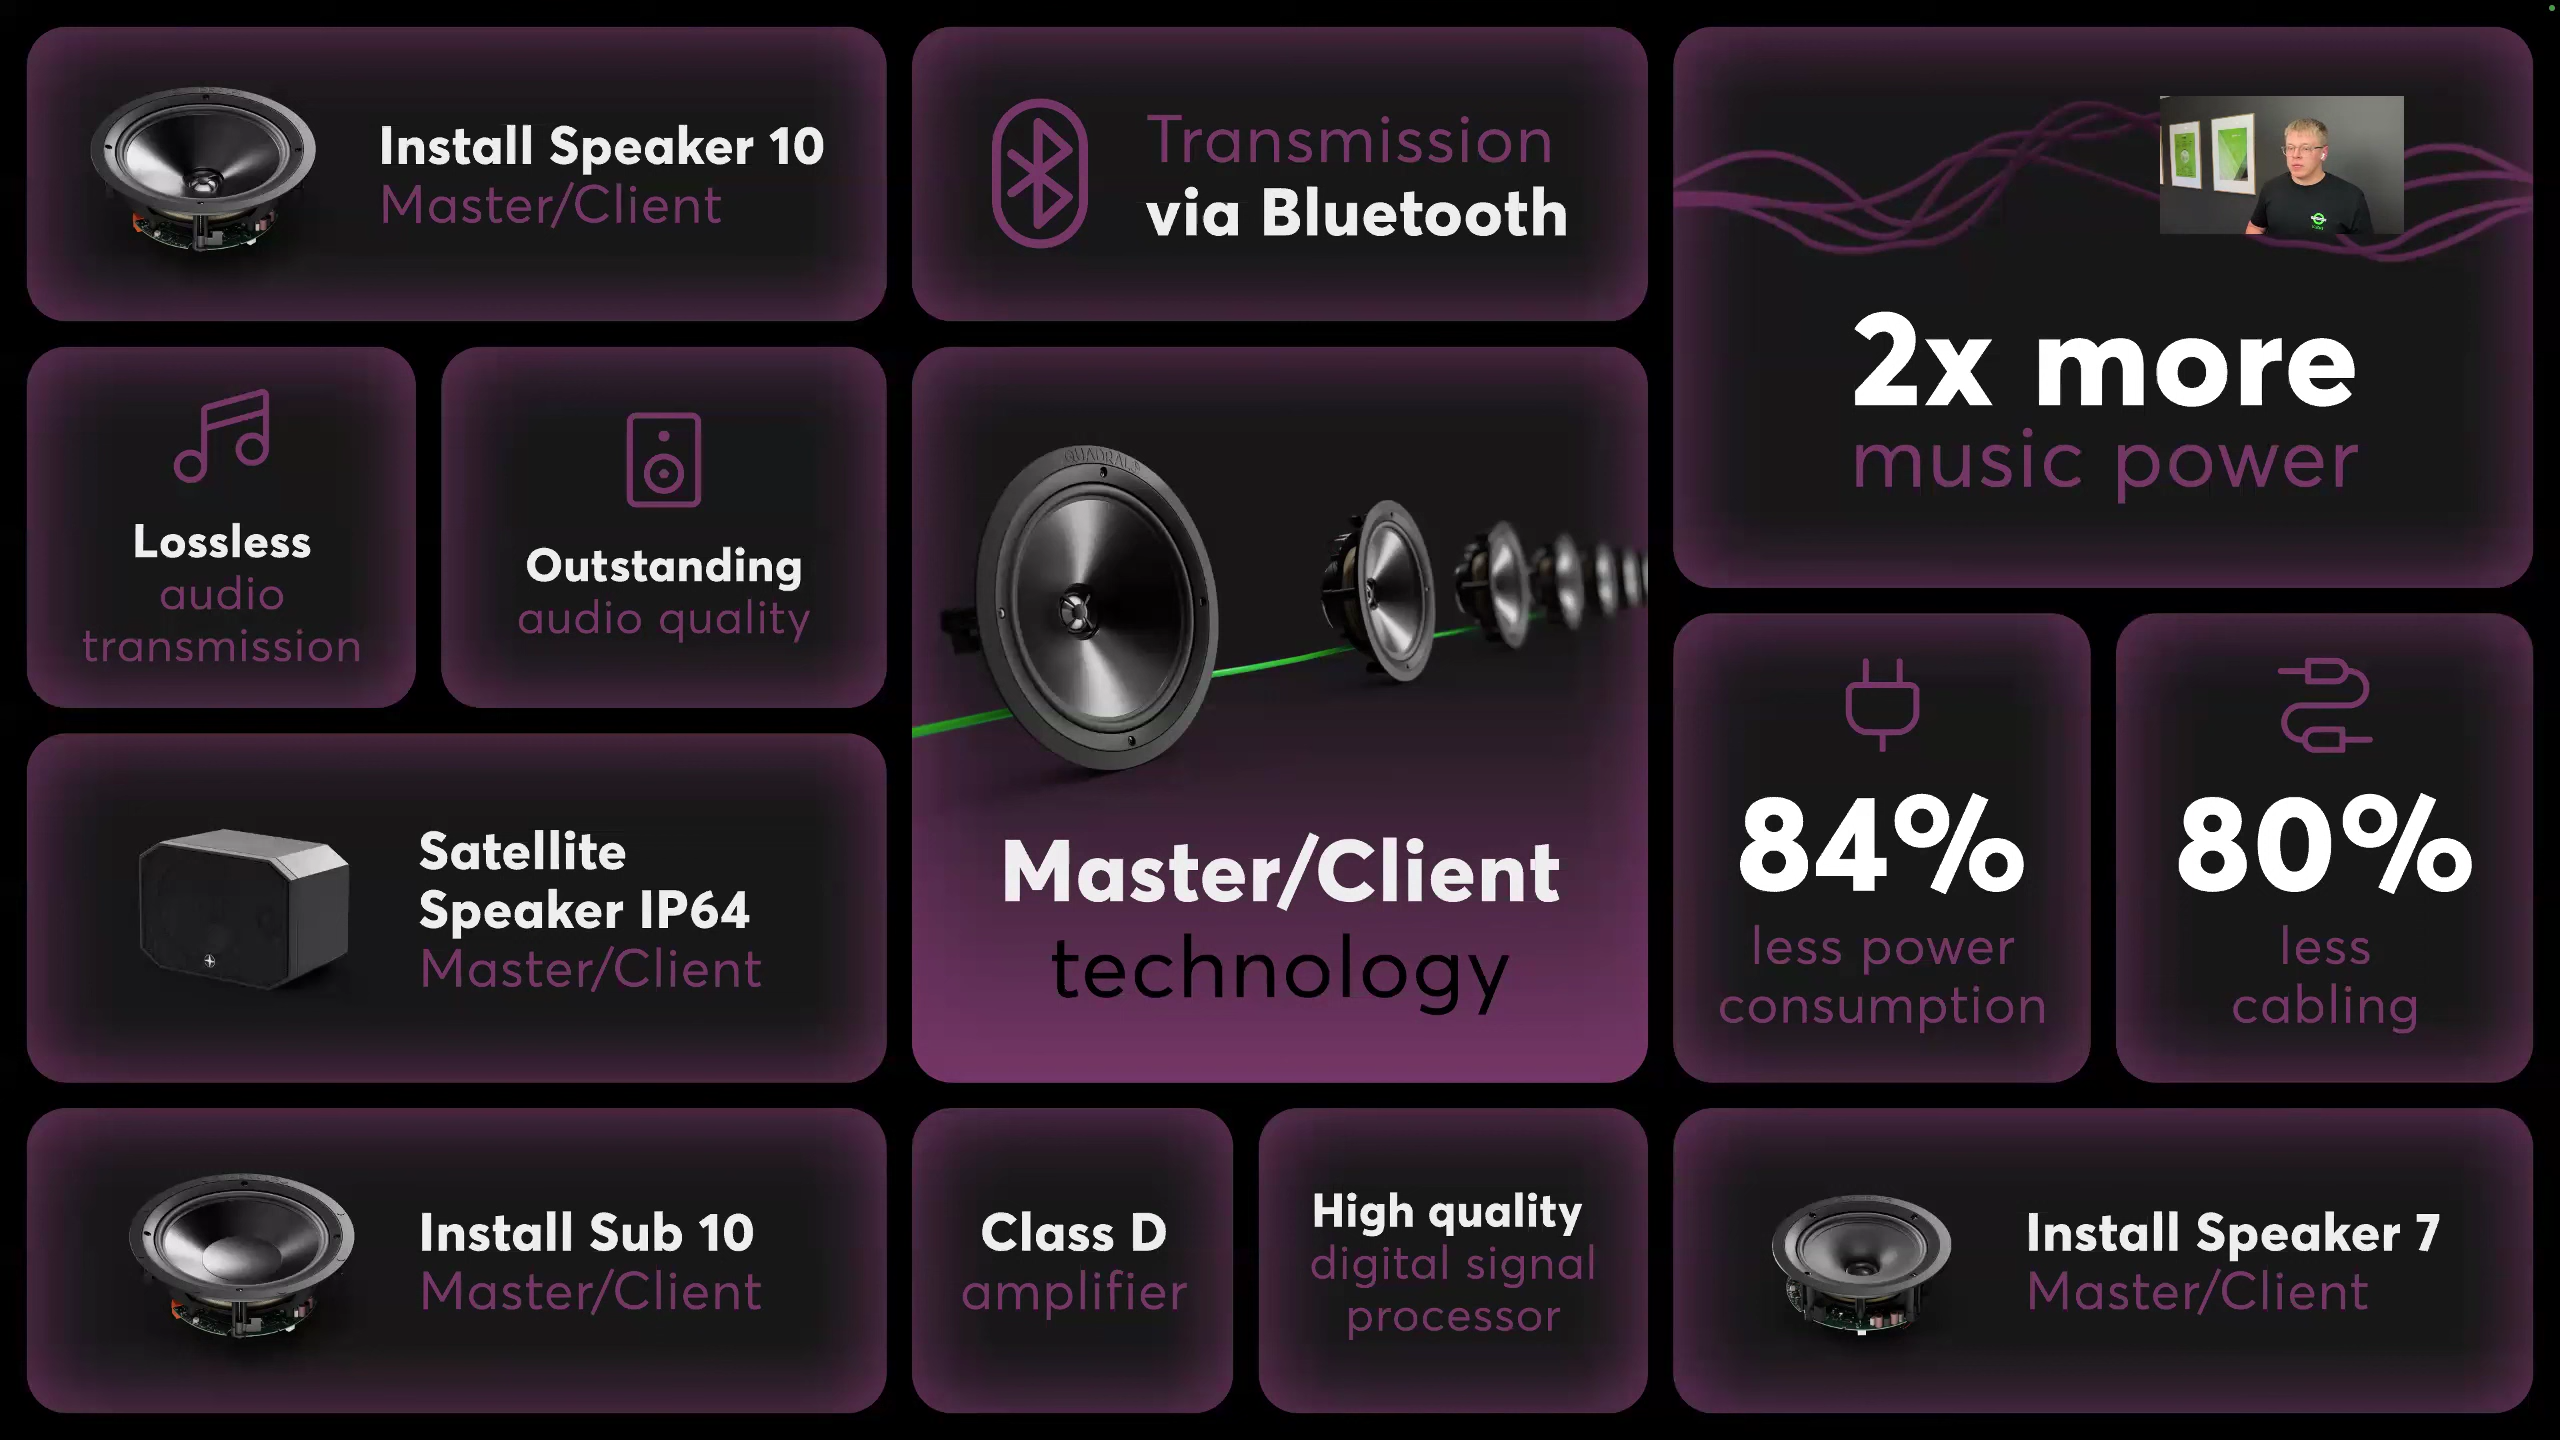 Install Speaker 10
Master/Client
Transmission
via Bluetooth
2x more
music power
Lossless
audio
transmission
Outstanding
audio quality
QUADRAL
Master/Client
technology
84%
less power
consumption
80%
less
cabling
Satellite
Speaker IP64
Master/Client
Install Sub 10
Master/Client
Class D
amplifier
High quality
digital signal
processor
Install Speaker 7
Master/Client